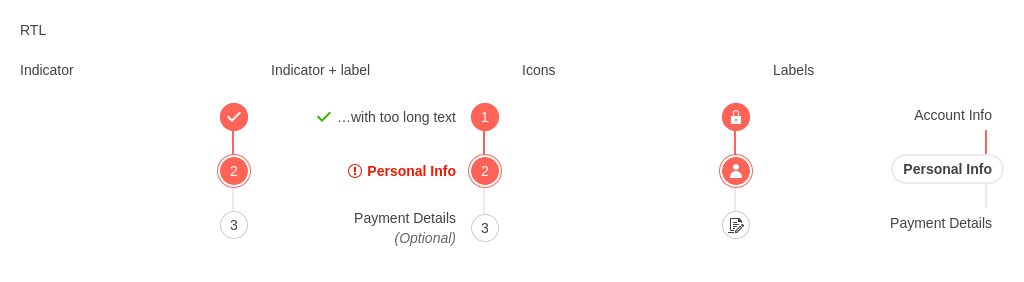 RTL
Indicator
Indicator + label
Icons
Labels
2
3
…with too long text
1
Personal Info
2
Payment Details
(Optional)
3
Account Info
Personal Info
Payment Details